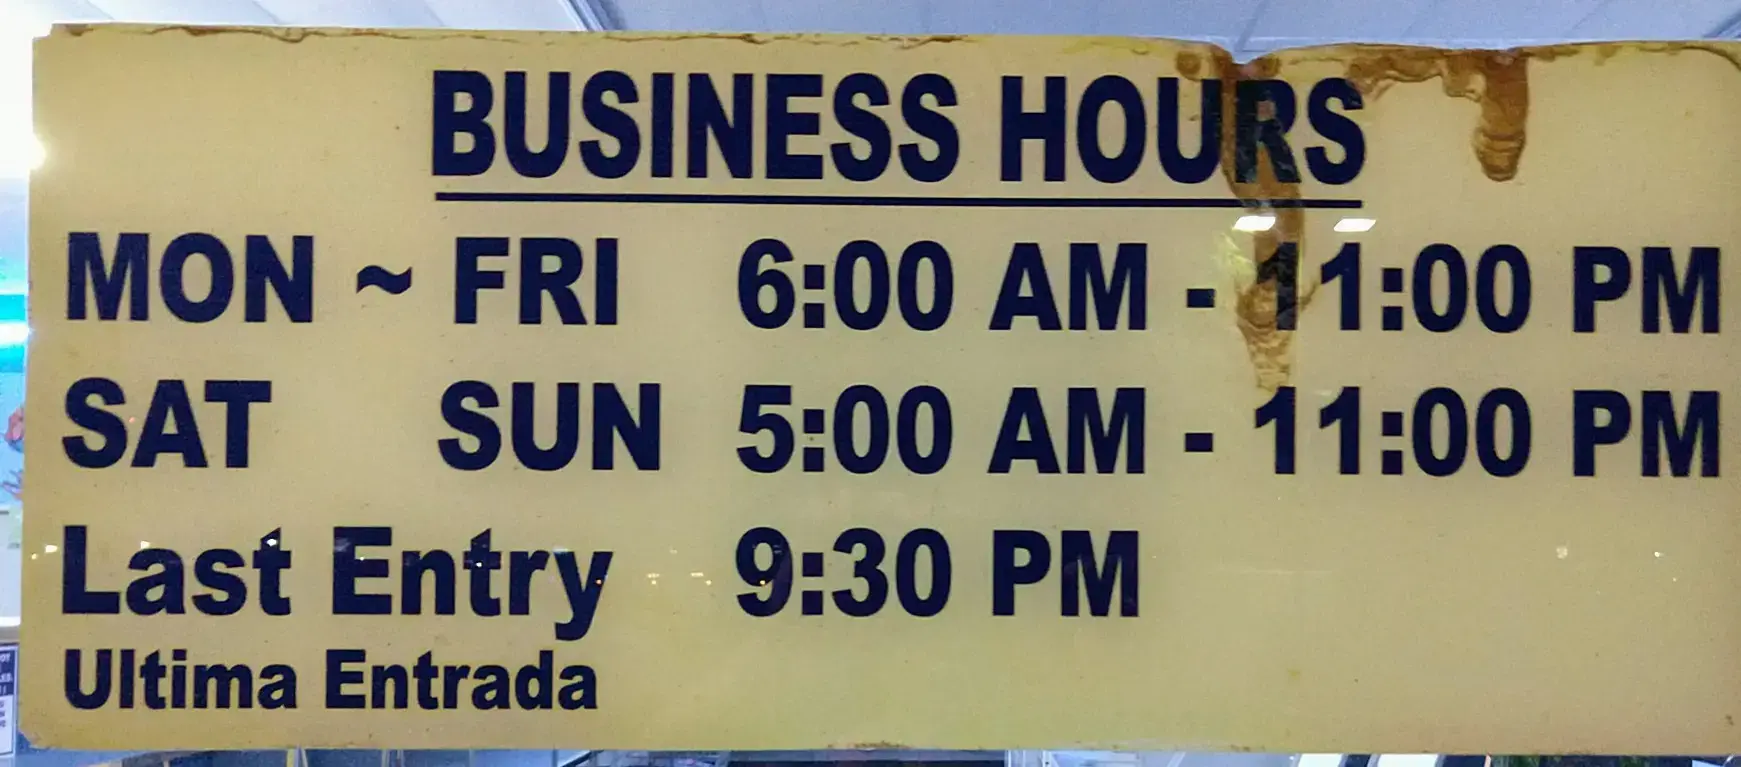 BUSINESS HOURS
MON ~ FRI 6:00 AM - 11:00 PM
SAT SUN 5:00 AM - 11:00 PM
Last Entry 9:30 PM
Ultima Entrada